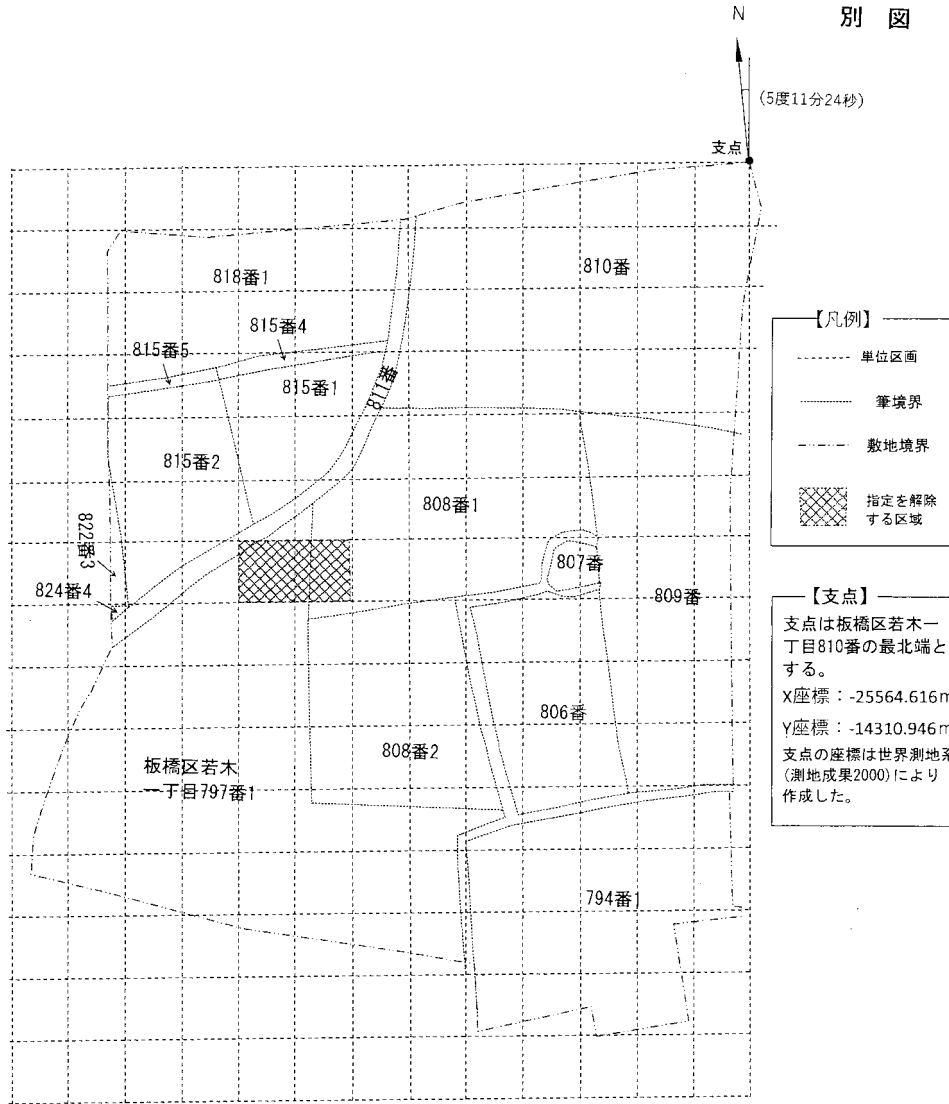 別 図
N
(5度11分24秒)
支点
818番1
810番
815番4
815番5
815番1
811番
815番2
808番1
822番3
807番
824番4
809番
806番
808番2
板橋区若木
一丁目797番1
794番1
【凡例】
単位区画
筆境界
敷地境界
指定を解除
する区域
【支点】
支点は板橋区若木一
丁目810番の最北端と
する。
X座標：-25564.616m
Y座標：-14310.946m
支点の座標は世界測地系
(測地成果2000)により
作成した。